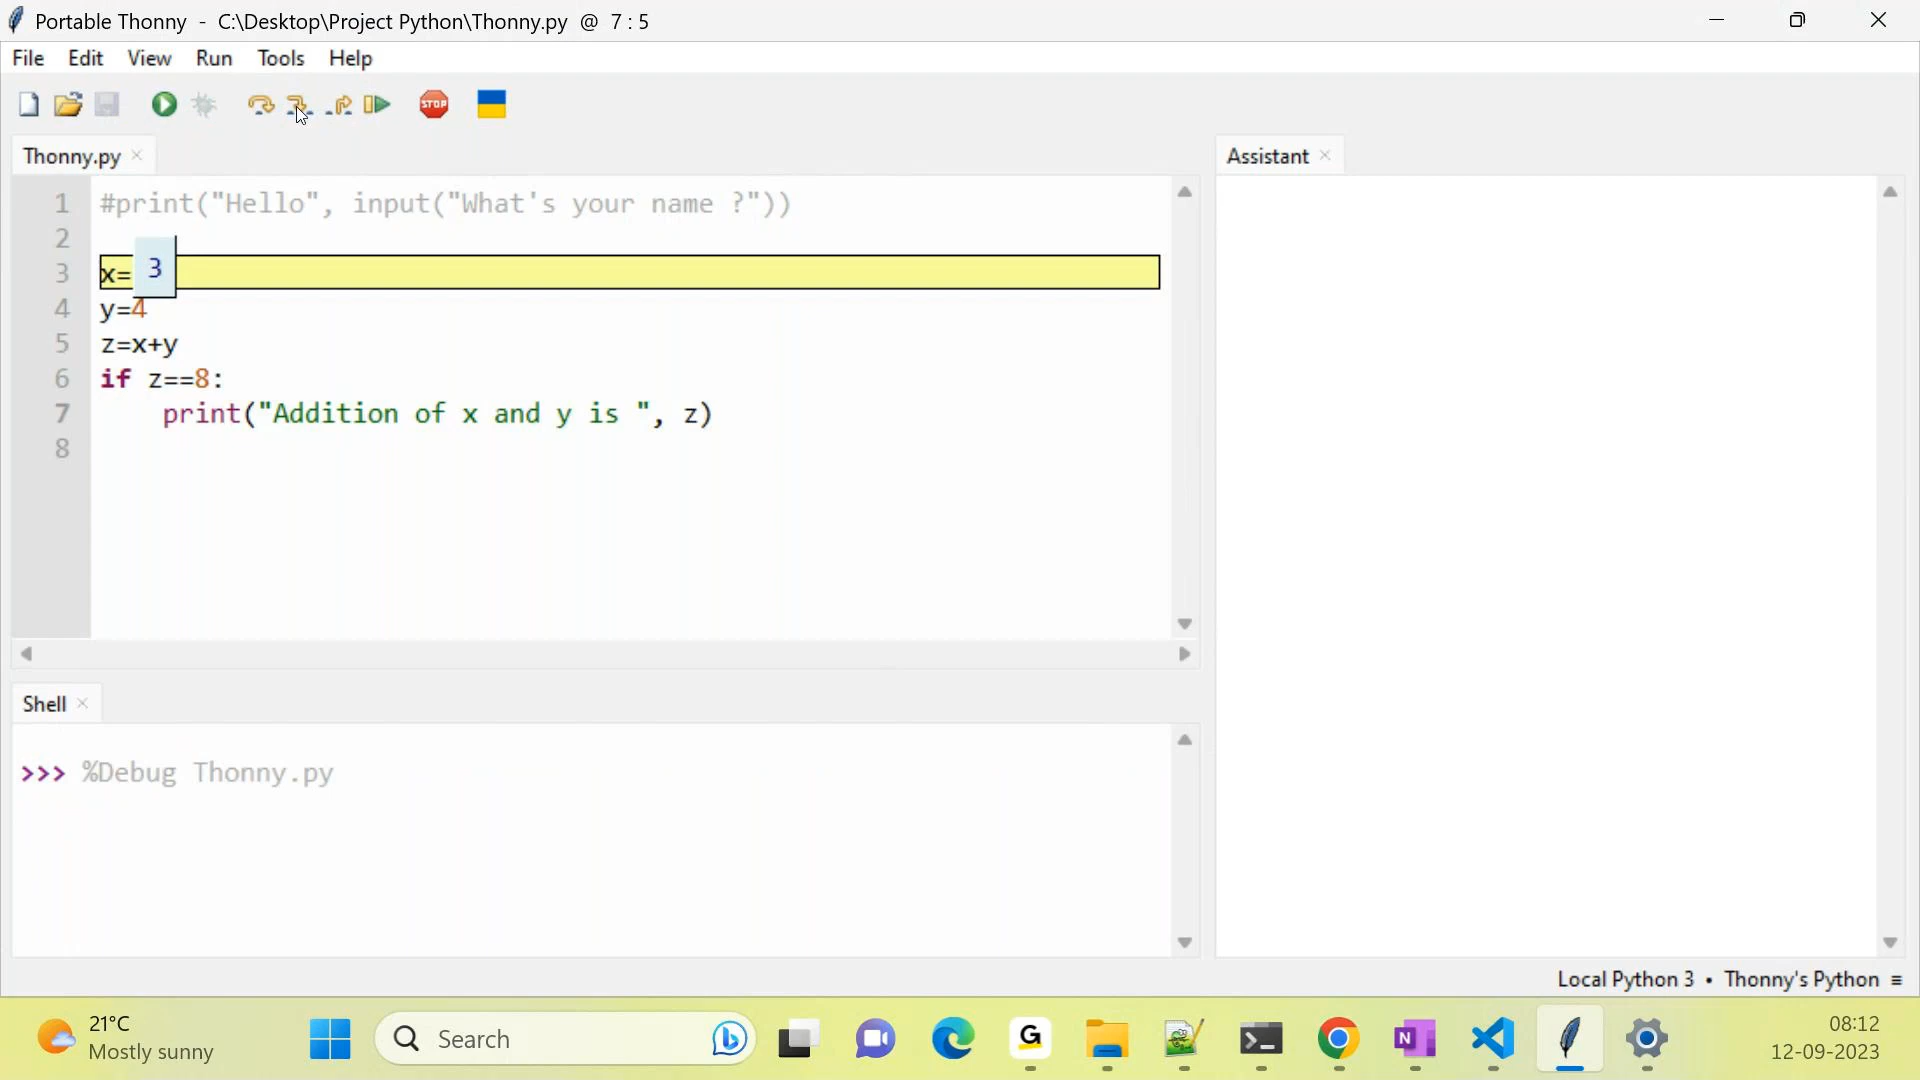 Portable Thonny - C:\Desktop\Project Python\Thonny.py @ 7 : 5
File Edit View Run Tools Help
STOP
Thonny.py
Assistant
1 #print("Hello", input("What's your name ?"))
2
3 x= 3
4 y=4
5 z=x+y
6 if z==8:
7 print("Addition of x and y is ", z)
8
Shell
>>> %Debug Thonny.py
Local Python 3 • Thonny's Python ≡
21°C
Mostly sunny
Search
G
N
08:12
12-09-2023